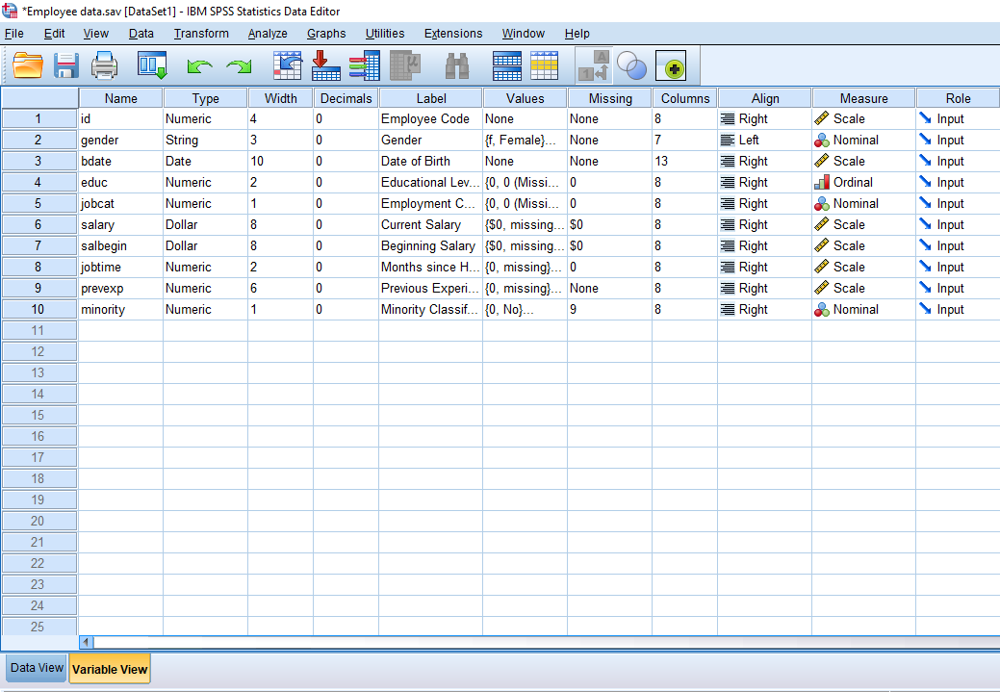 *Employee data.sav [DataSet1] - IBM SPSS Statistics Data Editor
File Edit View Data Transform Analyze Graphs Utilities Extensions Window Help
Name Type Width Decimals Label Values Missing Columns Align Measure Role
1 id Numeric 4 0 Employee Code None None 8 Right Scale Input
2 gender String 3 0 Gender {f, Female}... None 7 Left Nominal Input
3 bdate Date 10 0 Date of Birth None None 13 Right Scale Input
4 educ Numeric 2 0 Educational Lev... {0, 0 (Missi... 0 8 Right Ordinal Input
5 jobcat Numeric 1 0 Employment C... {0, 0 (Missi... 0 8 Right Nominal Input
6 salary Dollar 8 0 Current Salary {$0, missing... $0 8 Right Scale Input
7 salbegin Dollar 8 0 Beginning Salary {$0, missing... $0 8 Right Scale Input
8 jobtime Numeric 2 0 Months since H... {0, missing}... 0 8 Right Scale Input
9 prevexp Numeric 6 0 Previous Experi... {0, missing}... None 8 Right Scale Input
10 minority Numeric 1 0 Minority Classif... {0, No}... 9 8 Right Nominal Input
11
12
13
14
15
16
17
18
19
20
21
22
23
24
25
Data View Variable View